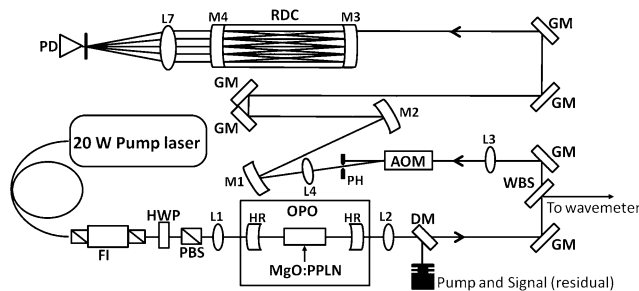 RDC
M4
M3
L7
PD
GM
GM
GM
GM
M2
20 W Pump laser
M1
L4
PH
AOM
L3
GM
WBS
To wavemeter
HWP
FI
PBS
L1
OPO
HR
HR
MgO:PPLN
L2
DM
GM
Pump and Signal (residual)